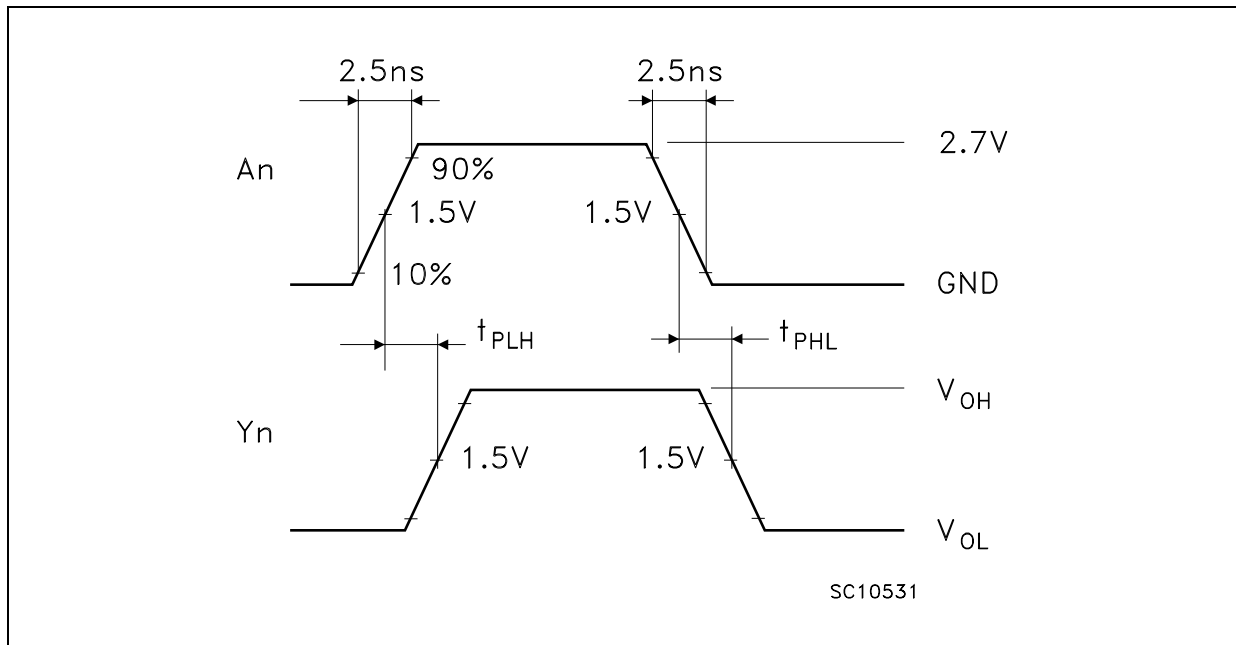 2.5ns 2.5ns
2.7V
An
90%
1.5V 1.5V
10%
GND
tPLH tPHL
VOH
Yn
1.5V 1.5V
VOL
SC10531